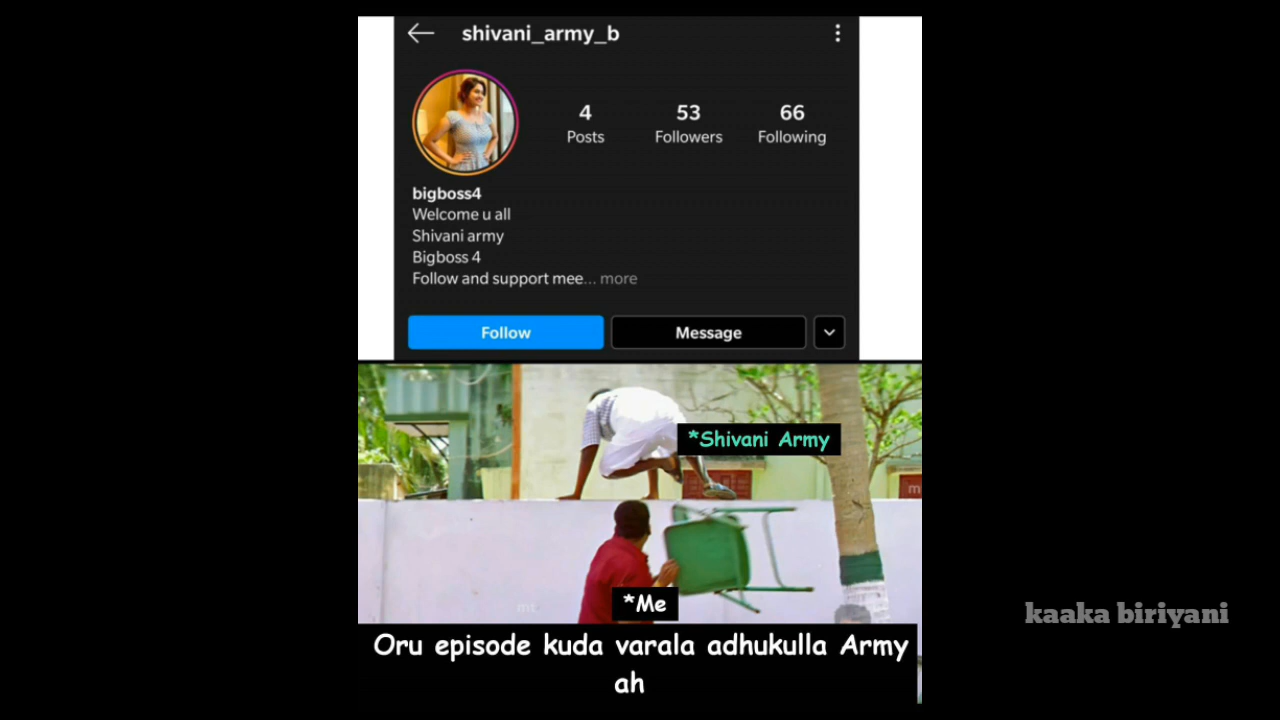 shivani_army_b
4 53 66
Posts Followers Following
bigboss4
Welcome u all
Shivani army
Bigboss 4
Follow and support mee... more
Follow Message
*Shivani Army
m
*Me
mt
kaaka biriyani
Oru episode kuda varala adhukulla Army
ah